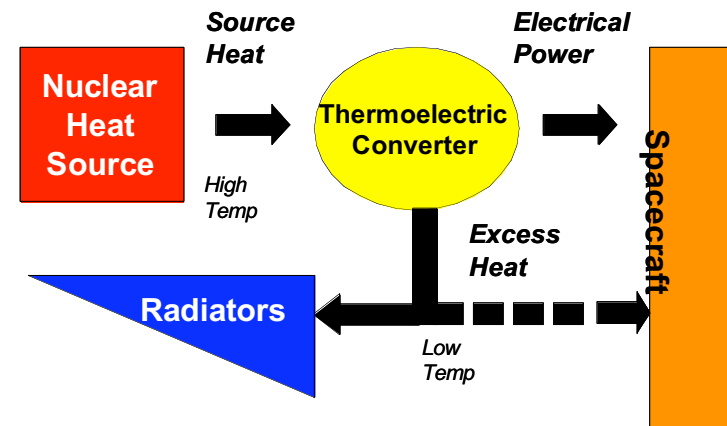 Source
Heat
Electrical
Power
Nuclear
Heat
Source
Thermoelectric
Converter
High
Temp
Spacecraft
Excess
Heat
Radiators
Low
Temp